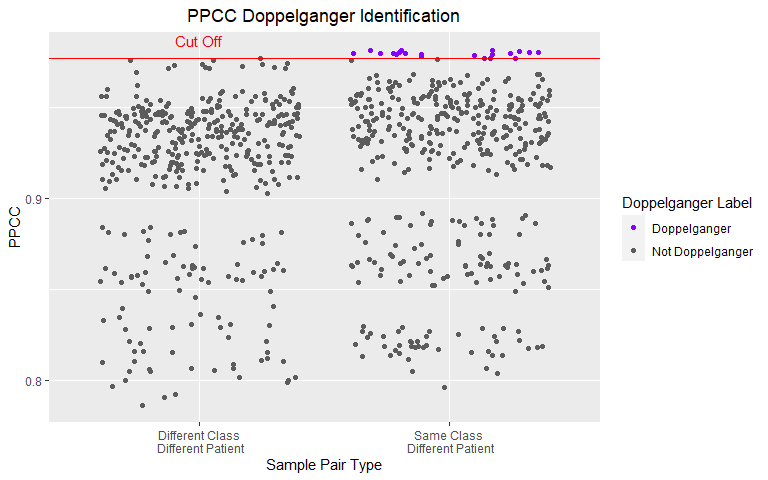 PPCC Doppelganger Identification
Cut Off
PPCC
0.9
0.8
Different Class
Different Patient
Same Class
Different Patient
Sample Pair Type
Doppelganger Label
Doppelganger
Not Doppelganger